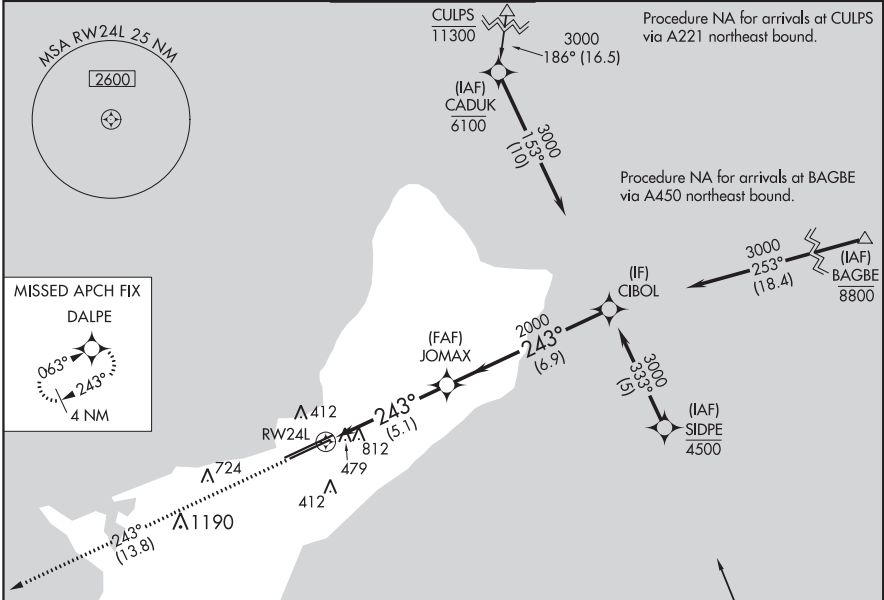 MSA RW24L 25 NM
2600
CULPS
11300
3000
186° (16.5)
Procedure NA for arrivals at CULPS
via A221 northeast bound.
(IAF)
CADUK
6100
3000
153°
(10)
Procedure NA for arrivals at BAGBE
via A450 northeast bound.
3000
253°
(18.4)
(IAF)
BAGBE
8800
(IF)
CIBOL
MISSED APCH FIX
DALPE
063°
243°
4 NM
2000
243°
(6.9)
(FAF)
JOMAX
3000
333°
(5)
(IAF)
SIDPE
4500
243°
(5.1)
412
RW24L
812
479
724
412
1190
243°
(13.8)